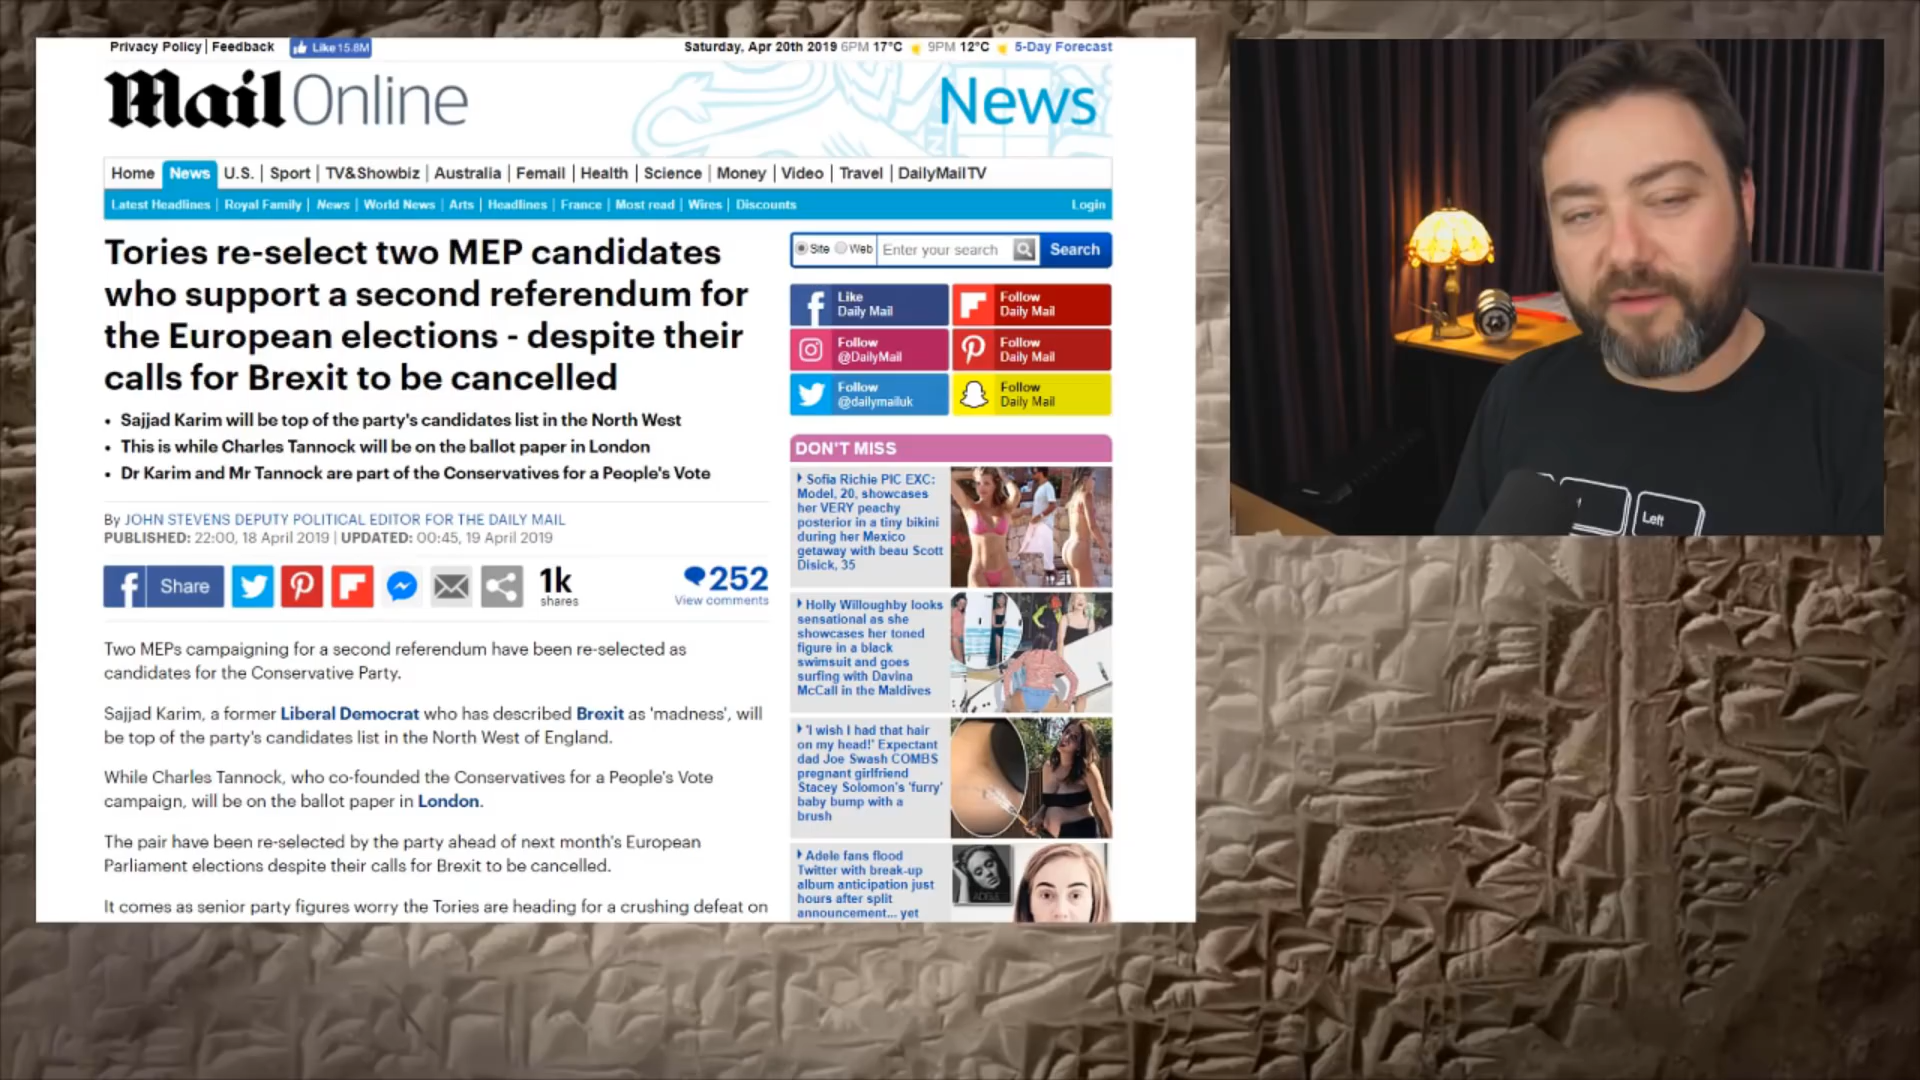 Privacy Policy | Feedback Like 15.6M
Saturday, Apr 20th 2019 6PM 17°C 9PM 12°C 5-Day Forecast
Mail Online
News
Home News U.S. | Sport | TV&Showbiz | Australia | Femail | Health | Science | Money | Video | Travel | DailyMailTV
Latest Headlines | Royal Family | News | World News | Arts | Headlines | France | Most read | Wires | Discounts Login
Tories re-select two MEP candidates
who support a second referendum for
the European elections - despite their
calls for Brexit to be cancelled
• Sajjad Karim will be top of the party's candidates list in the North West
• This is while Charles Tannock will be on the ballot paper in London
• Dr Karim and Mr Tannock are part of the Conservatives for a People's Vote
By JOHN STEVENS DEPUTY POLITICAL EDITOR FOR THE DAILY MAIL
PUBLISHED: 22:00, 18 April 2019 | UPDATED: 00:45, 19 April 2019
Share
1k
shares
252
View comments
Two MEPs campaigning for a second referendum have been re-selected as
candidates for the Conservative Party.
Sajjad Karim, a former Liberal Democrat who has described Brexit as 'madness', will
be top of the party's candidates list in the North West of England.
While Charles Tannock, who co-founded the Conservatives for a People's Vote
campaign, will be on the ballot paper in London.
The pair have been re-selected by the party ahead of next month's European
Parliament elections despite their calls for Brexit to be cancelled.
It comes as senior party figures worry the Tories are heading for a crushing defeat on
Site Web Enter your search Search
Like
Daily Mail
Follow
Daily Mail
Follow
@DailyMail
Follow
Daily Mail
Follow
@dailymailuk
Follow
Daily Mail
DON'T MISS
Sofia Richie PIC EXC:
Model, 20, showcases
her VERY peachy
posterior in a tiny bikini
during her Mexico
getaway with beau Scott
Disick, 35
Holly Willoughby looks
sensational as she
showcases her toned
figure in a black
swimsuit and goes
surfing with Davina
McCall in the Maldives
'I wish I had that hair
on my head!' Expectant
dad Joe Swash COMBS
pregnant girlfriend
Stacey Solomon's 'furry'
baby bump with a
brush
Adele fans flood
Twitter with break-up
album anticipation just
hours after split
announcement... yet
ADELE
Left